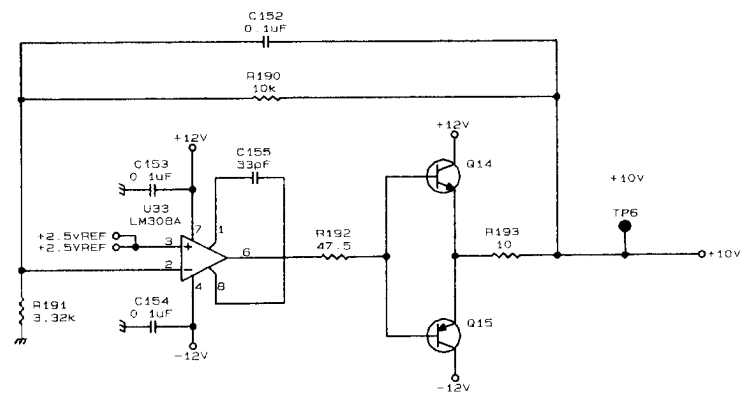 C152
0.1uF
R190
10k
+12V
+12V
C153
0.1uF
C155
33pF
Q14
+10V
U33
LM308A
7
1
TP6
+2.5vREF
+2.5VREF
3
+
R192
47.5
R193
10
6
2
-
+10V
4
8
R191
3.32k
C154
0.1uF
Q15
-12V
-12V